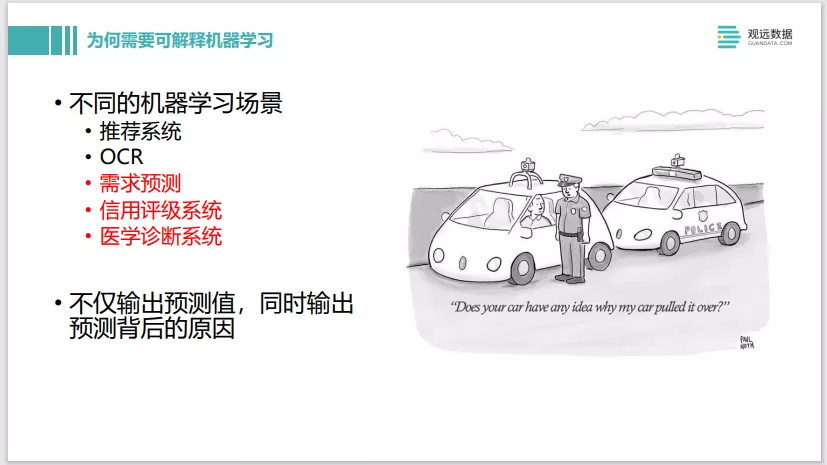 为何需要可解释机器学习
观远数据
GUANDATA.COM
• 不同的机器学习场景
• 推荐系统
• OCR
• 需求预测
• 信用评级系统
• 医学诊断系统
• 不仅输出预测值，同时输出
预测背后的原因
POLICE
“Does your car have any idea why my car pulled it over?”
PAUL
NOTH